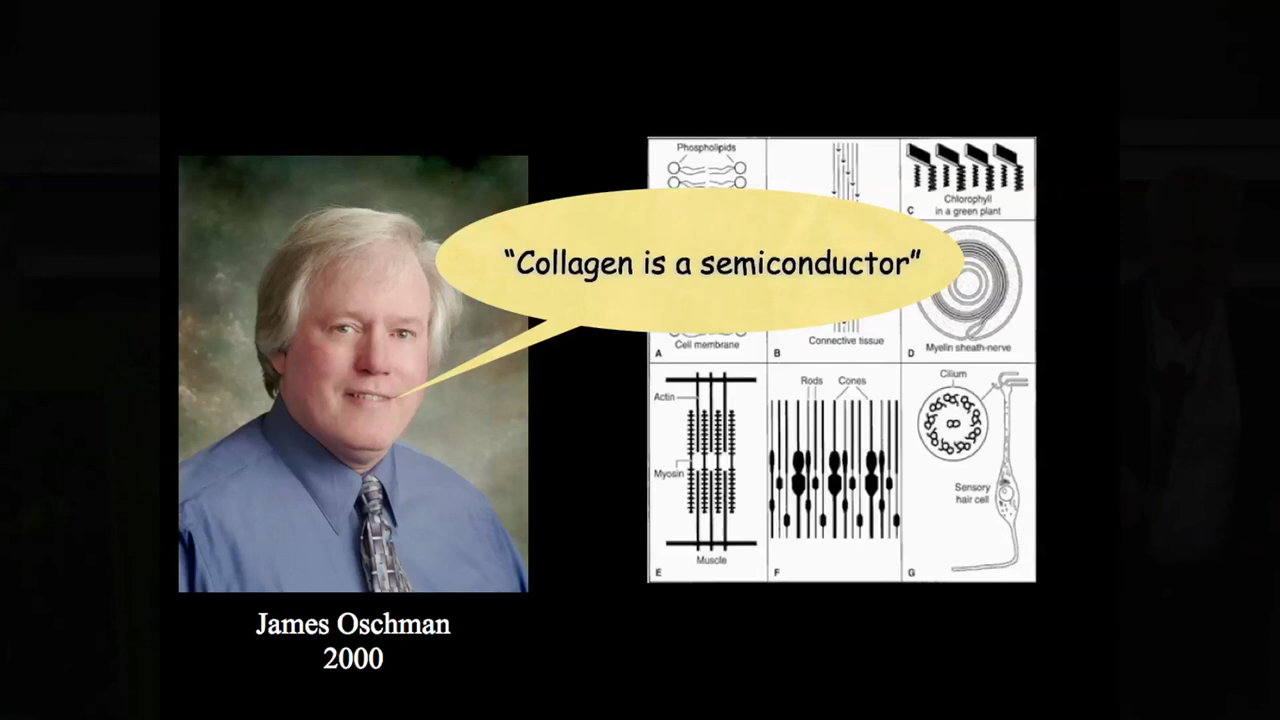 "Collagen is a semiconductor"
James Oschman
2000
Phospholipids
A
Cell membrane
B
Connective tissue
C
Chlorophyll
in a green plant
D
Myelin sheath-nerve
Actin
Myosin
E
Muscle
Rods
Cones
F
Cilium
Sensory
hair cell
G